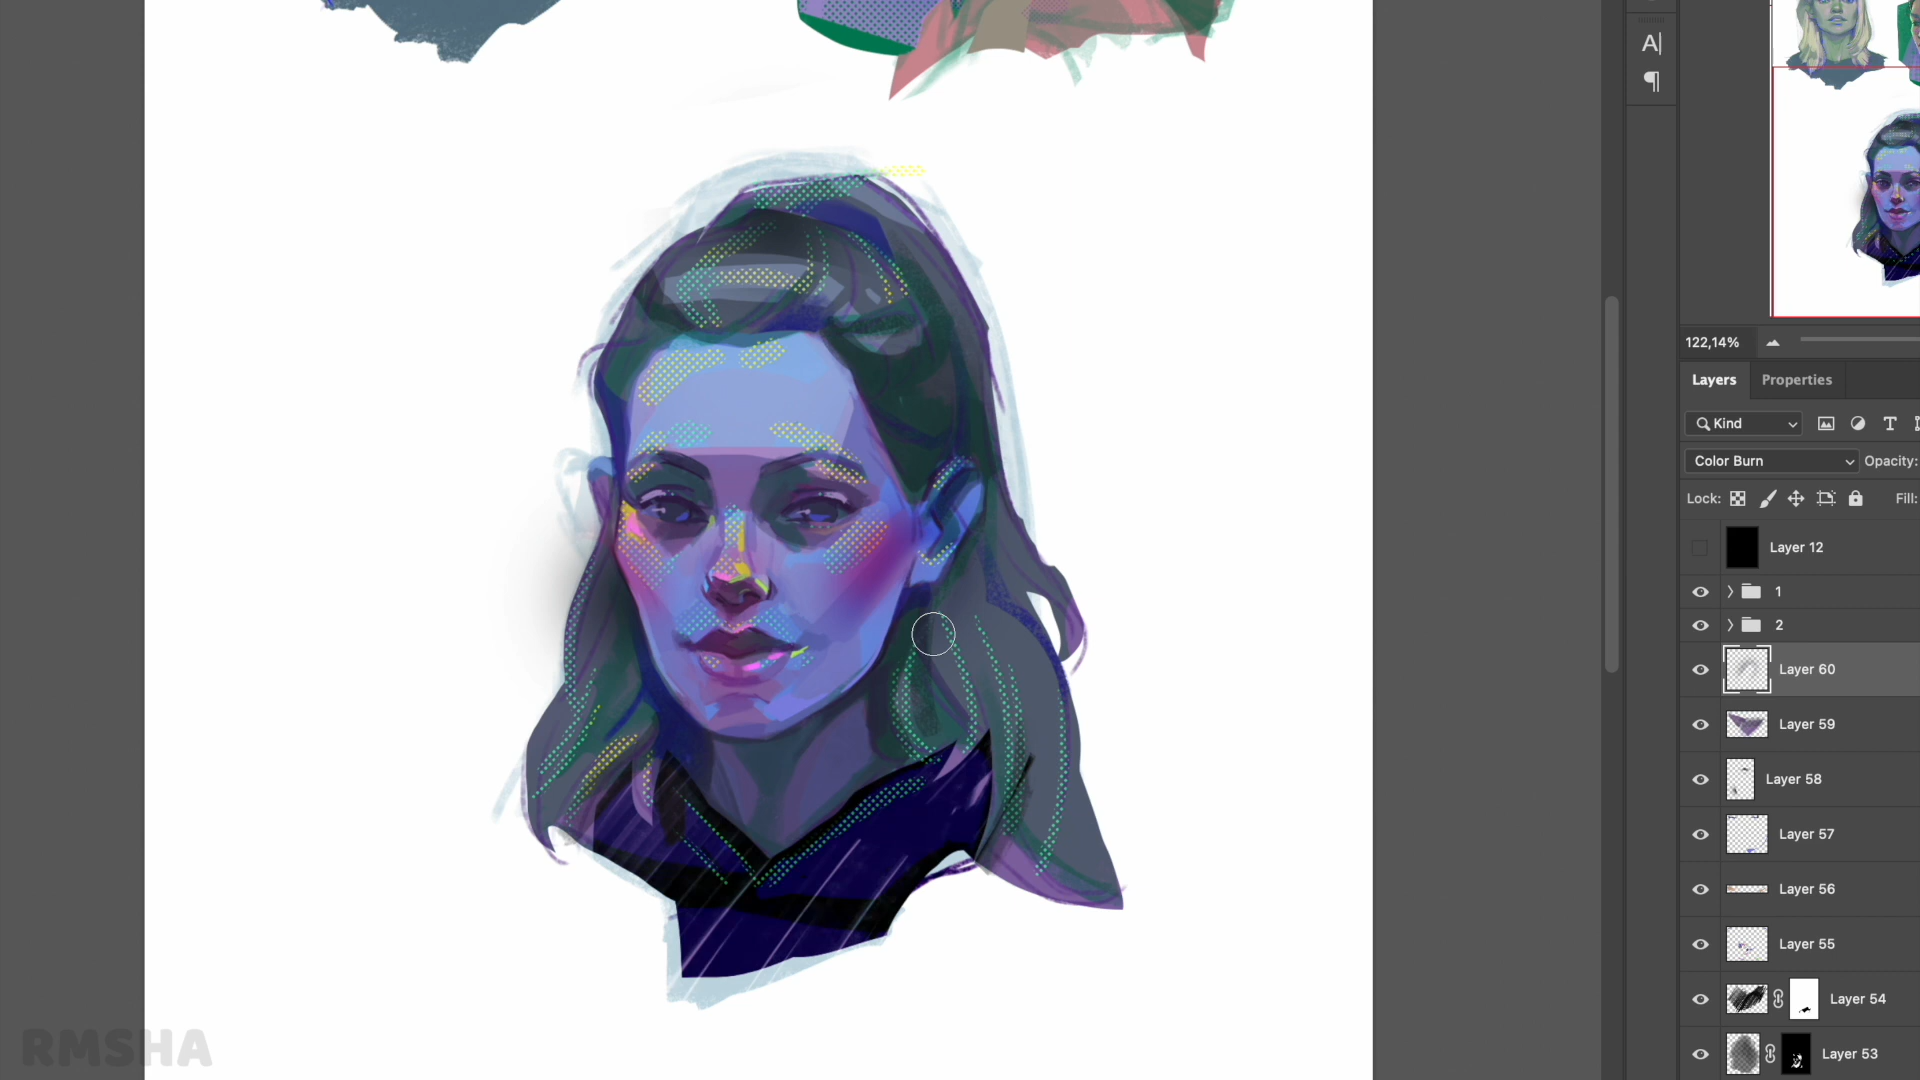 A|
¶
122,14%
Layers Properties
Kind
T
Color Burn Opacity:
Lock: Fill:
Layer 12
1
2
Layer 60
Layer 59
Layer 58
Layer 57
Layer 56
Layer 55
Layer 54
Layer 53
RMSHA